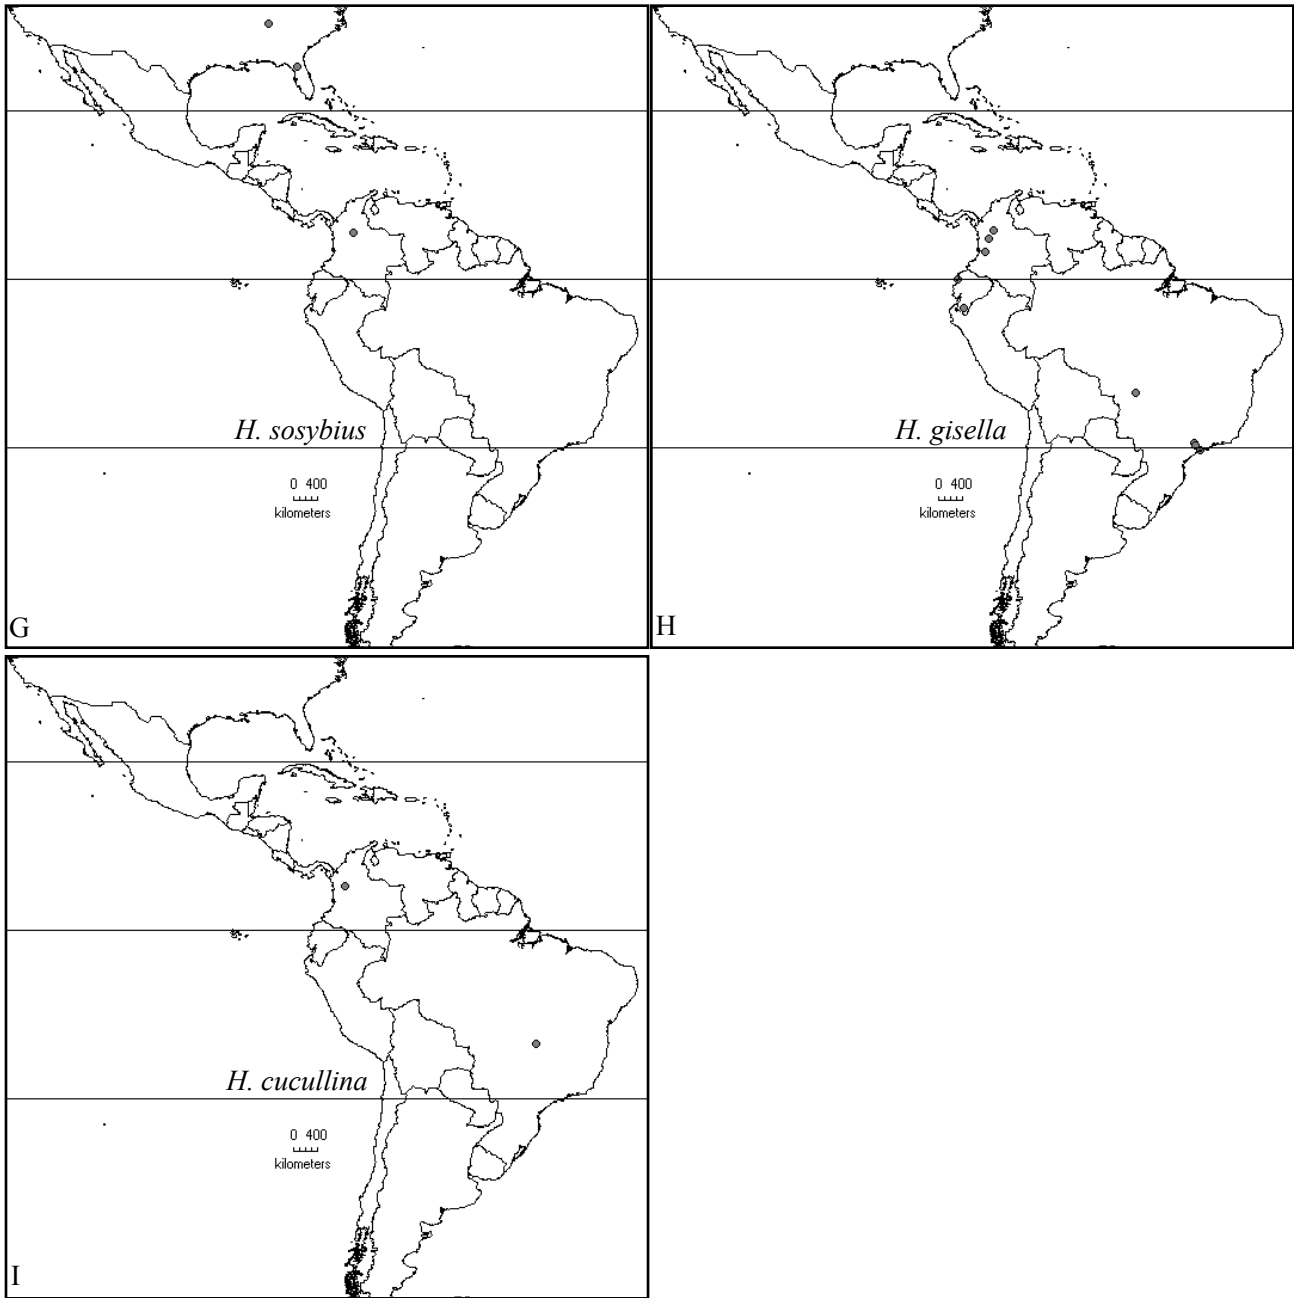 H. sosybius
0 400
kilometers
G
H. gisella
0 400
kilometers
H
H. cucullina
0 400
kilometers
I